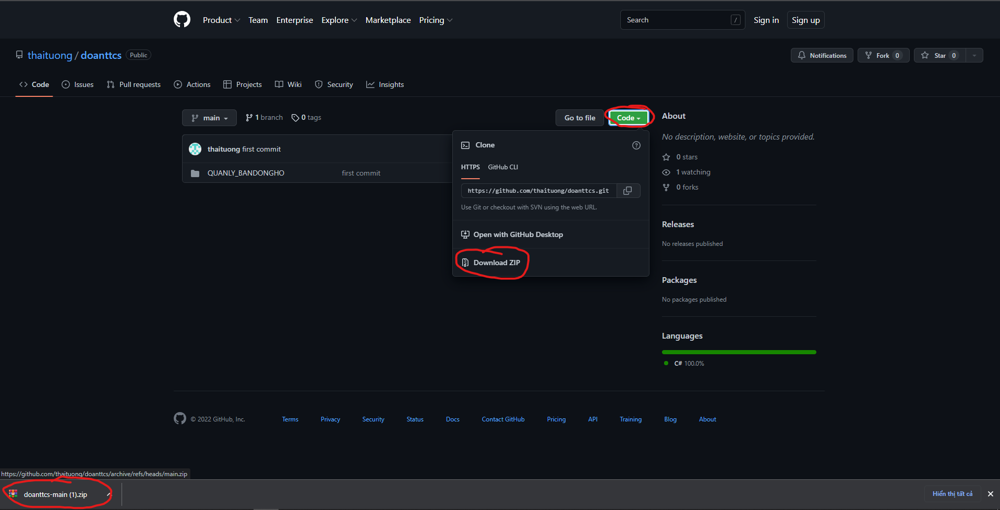 Product Team Enterprise Explore Marketplace Pricing Search / Sign in Sign up
thaituong / doanttcs Public Notifications Fork 0 Star 0
Code Issues Pull requests Actions Projects Wiki Security Insights
main 1 branch 0 tags Go to file Code
thaituong first commit
QUANLY_BANDONGHO first commit
Clone
HTTPS GitHub CLI
https://github.com/thaituong/doanttcs.git
Use Git or checkout with SVN using the web URL.
Open with GitHub Desktop
Download ZIP
About
No description, website, or topics provided.
0 stars
1 watching
0 forks
Releases
No releases published
Packages
No packages published
Languages
C# 100.0%
© 2022 GitHub, Inc. Terms Privacy Security Status Docs Contact GitHub Pricing API Training Blog About
https://github.com/thaituong/doanttcs/archive/refs/heads/main.zip
doanttcs-main (1).zip Hiển thị tất cả